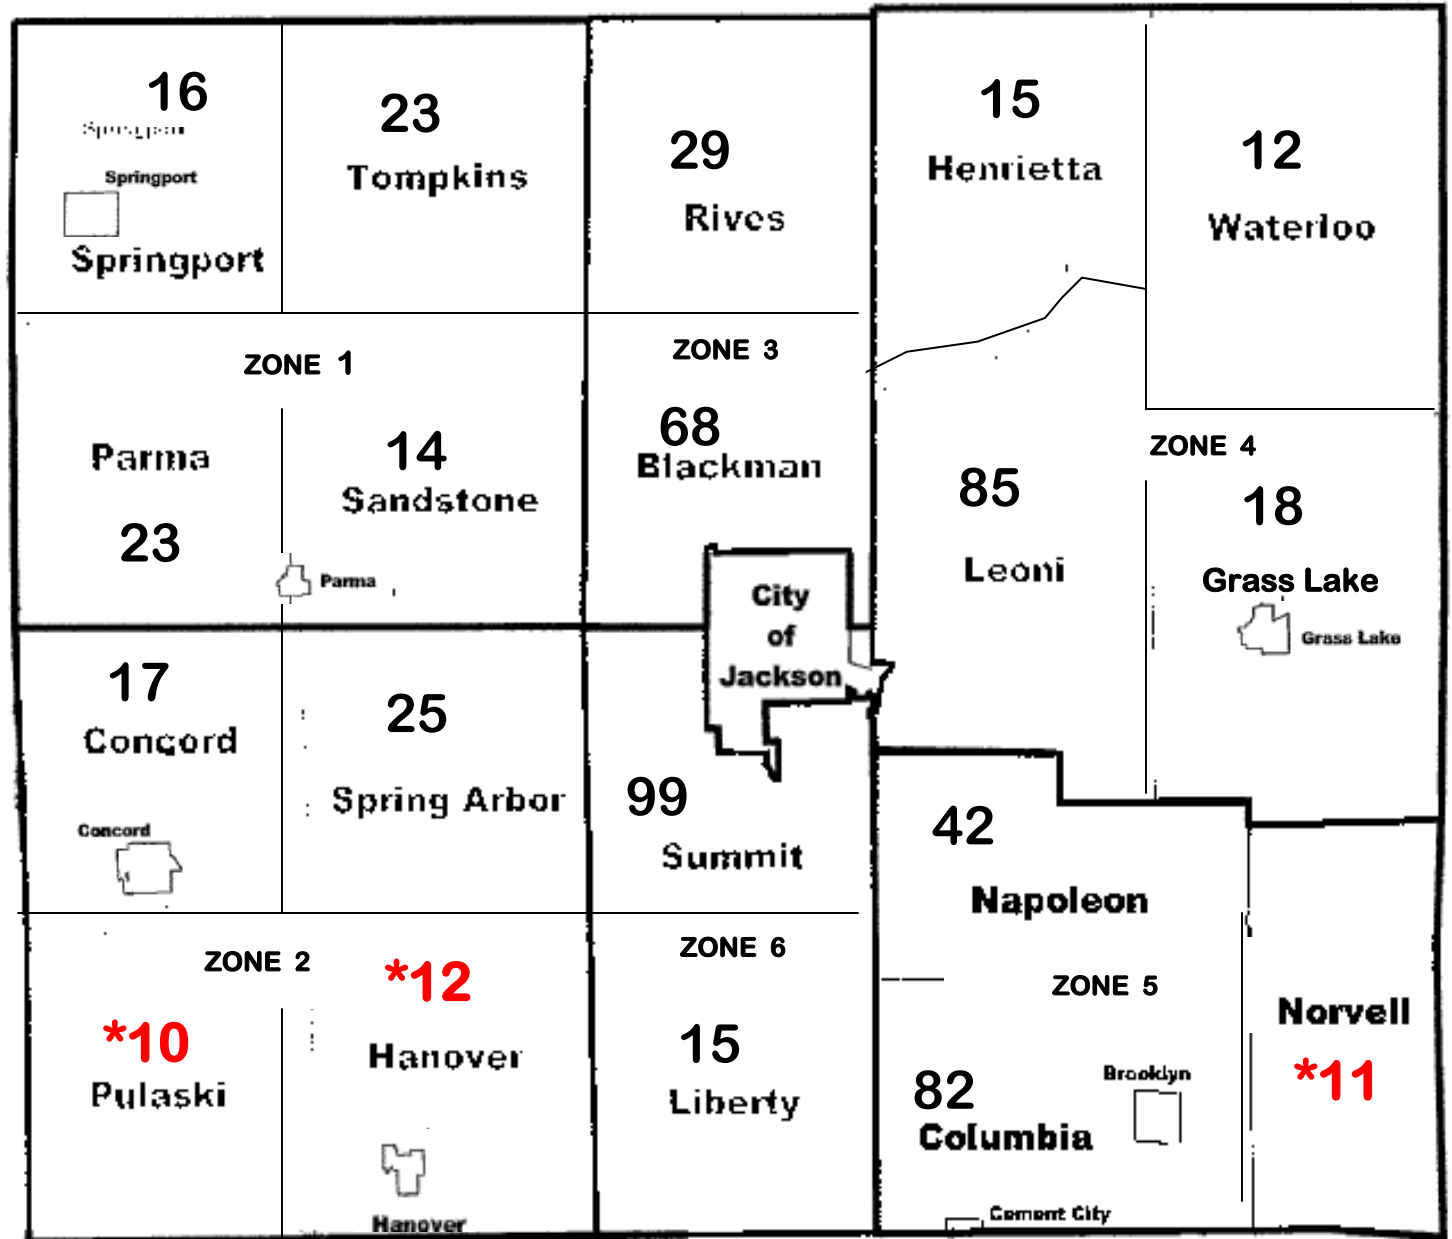 16
Springport
Springport
Springport
23
Tompkins
29
Rives
15
Henrietta
12
Waterloo
ZONE 1
Parma
23
14
Sandstone
Parma
ZONE 3
68
Blackman
City
of
Jackson
85
Leoni
ZONE 4
18
Grass Lake
Grass Lake
17
Concord
Concord
25
Spring Arbor
99
Summit
42
Napoleon
ZONE 2
*10
Pulaski
*12
Hanover
Hanover
ZONE 6
15
Liberty
ZONE 5
82
Columbia
Brooklyn
Cement City
Norvell
*11